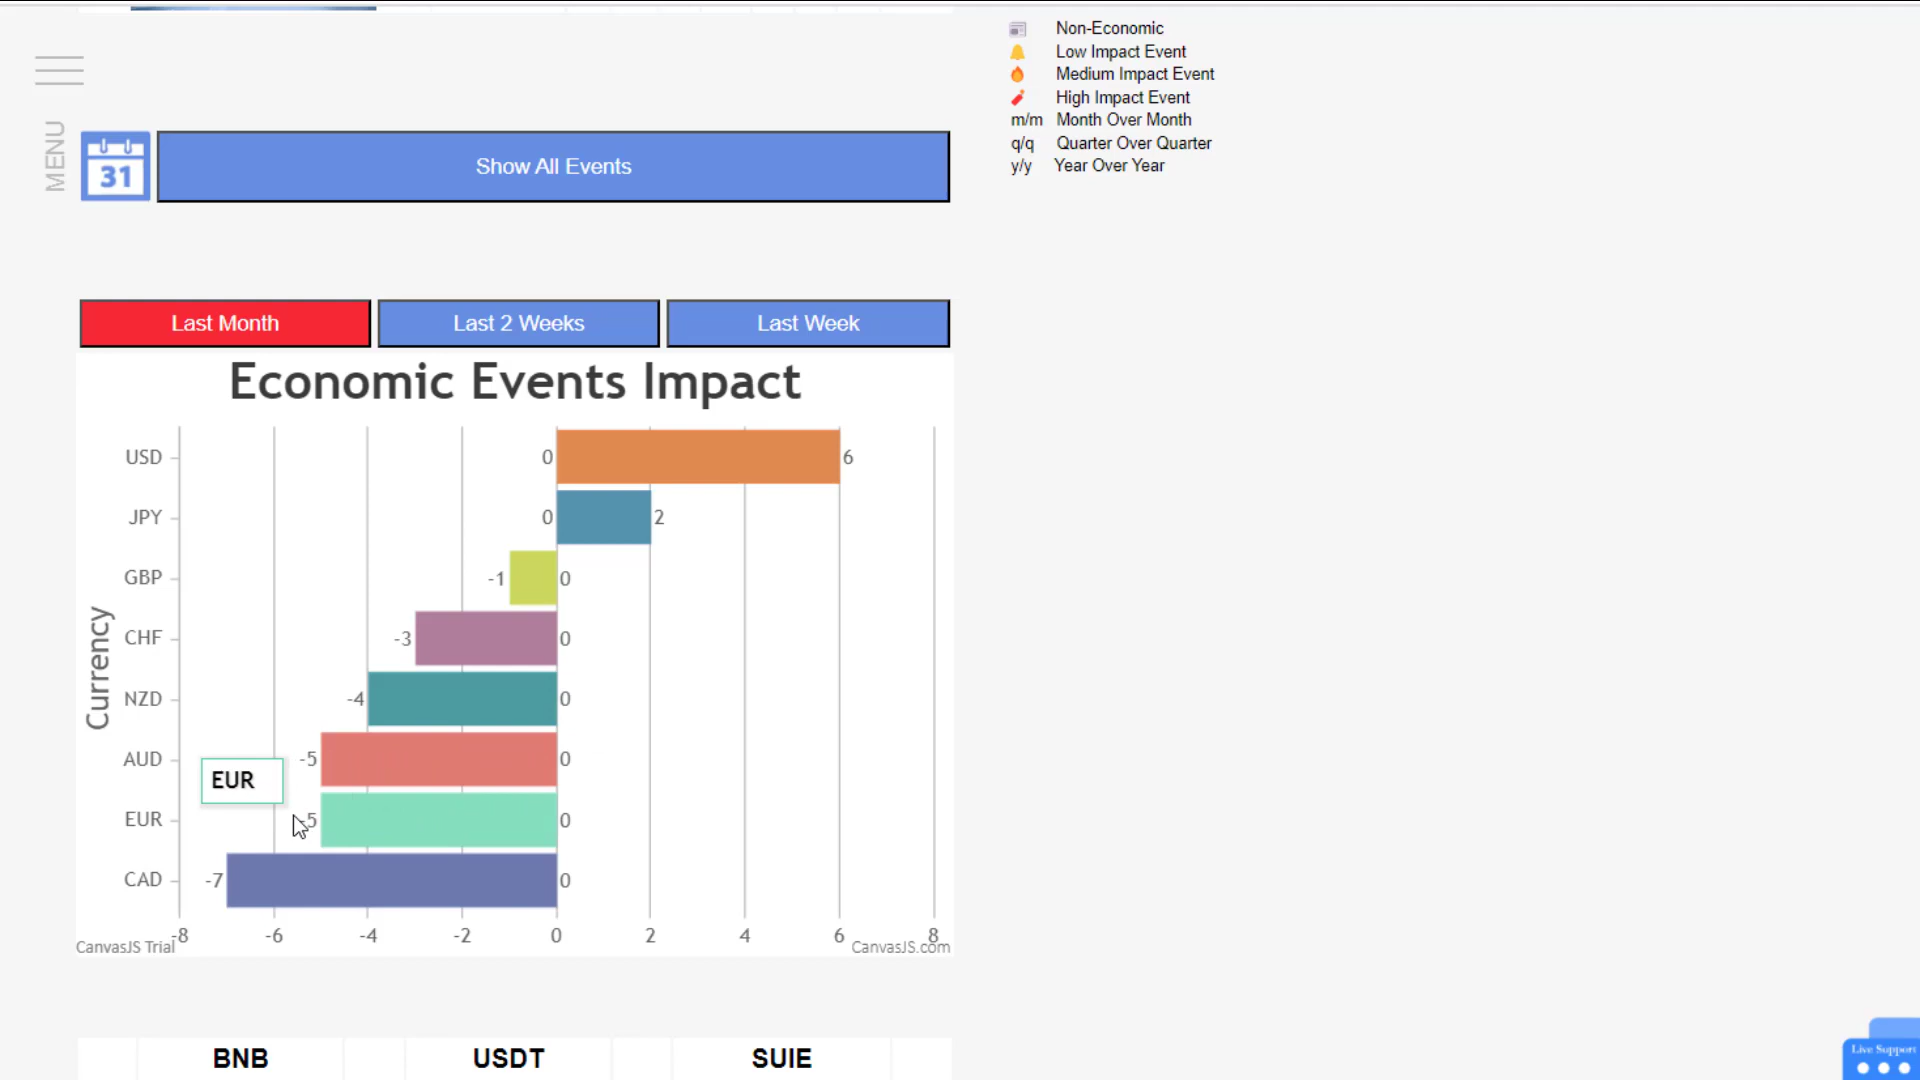 Non-Economic
Low Impact Event
Medium Impact Event
High Impact Event
m/m Month Over Month
q/q Quarter Over Quarter
y/y Year Over Year
MENU
31
Show All Events
Last Month
Last 2 Weeks
Last Week
Economic Events Impact
Currency
USD 0 6
JPY 0 2
GBP -1 0
CHF -3 0
NZD -4 0
AUD -5 0
EUR
EUR -5 0
CAD -7 0
-8 -6 -4 -2 0 2 4 6 8
CanvasJS Trial
CanvasJS.com
BNB
USDT
SUIE
Live Support